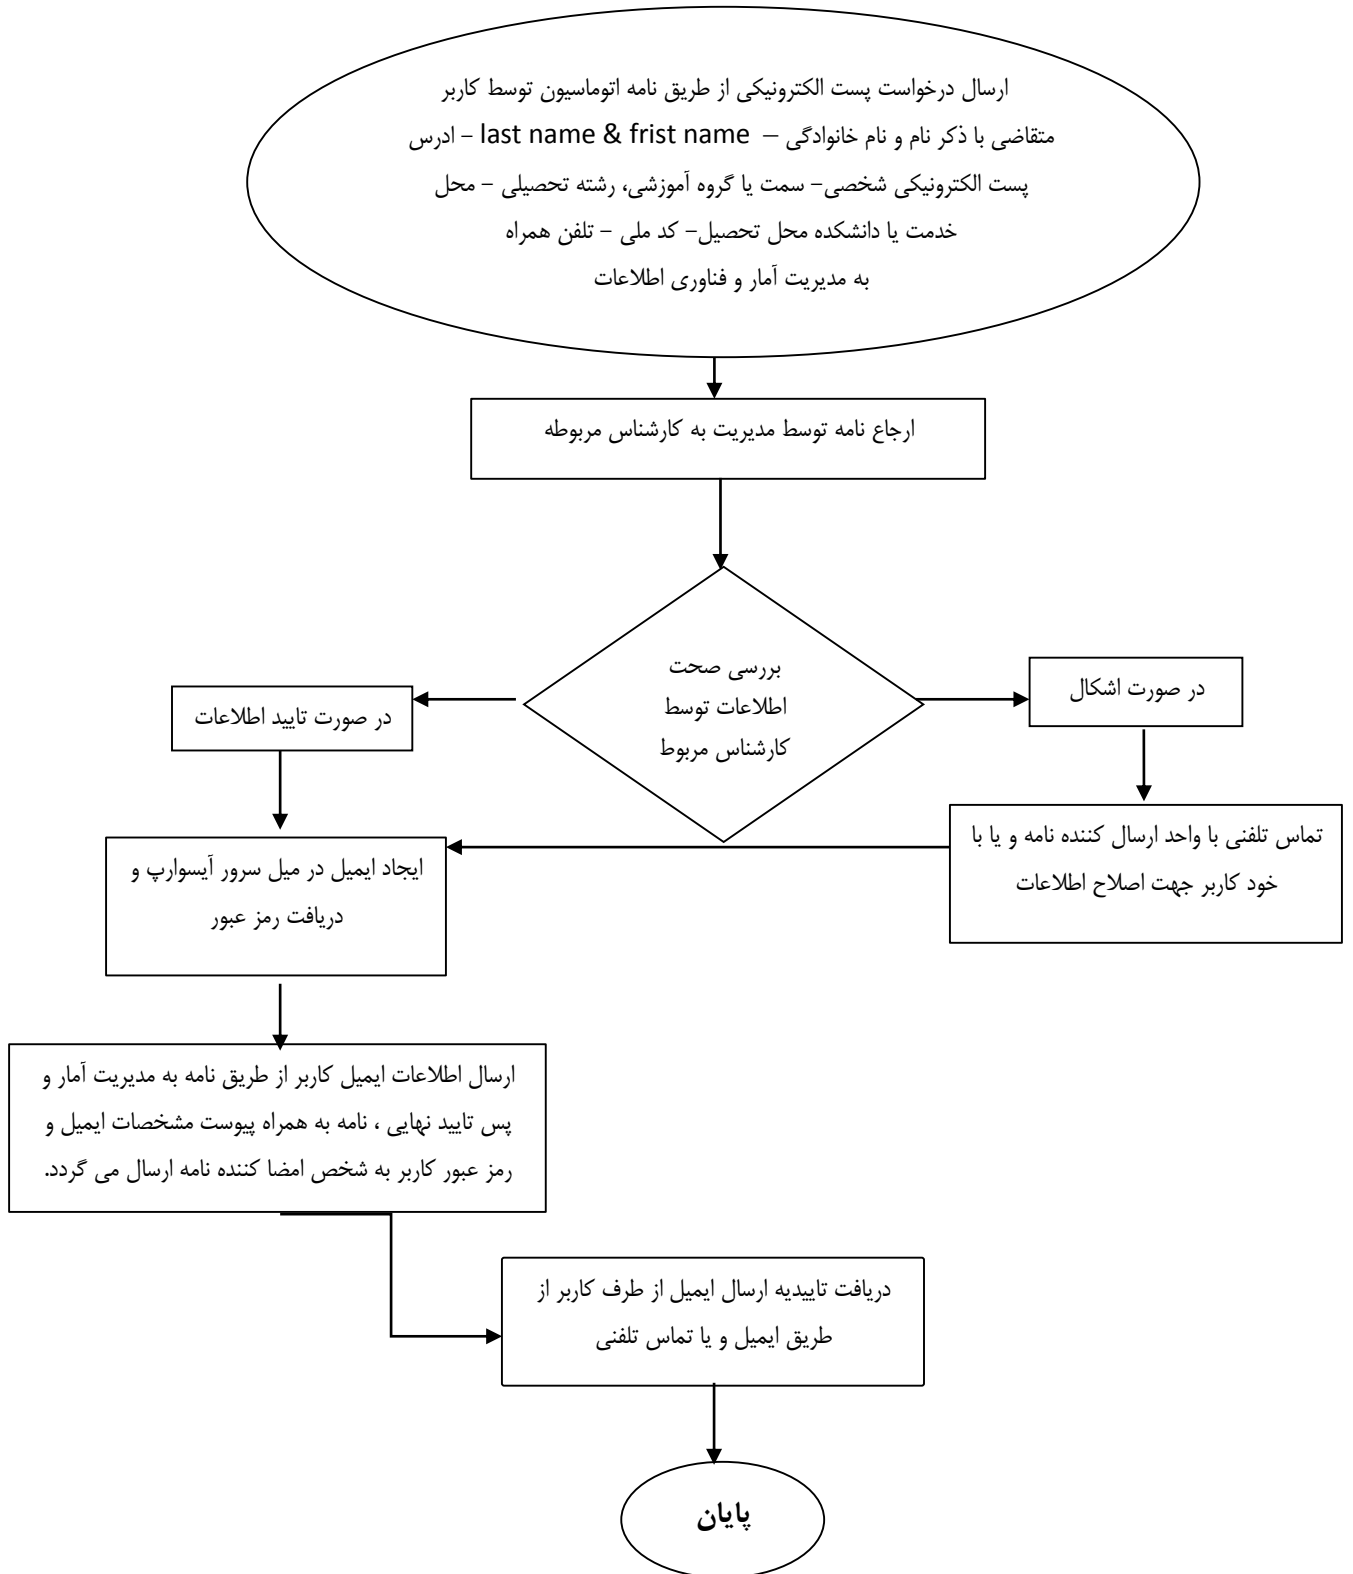 ارسال درخواست پست الکترونیکی از طریق نامه اتوماسیون توسط کاربر
متقاضی با ذکر نام و نام خانوادگی – last name & frist name – ادرس
پست الکترونیکی شخصی- سمت یا گروه آموزشی، رشته تحصیلی – محل
خدمت یا دانشکده محل تحصیل- کد ملی – تلفن همراه
به مدیریت آمار و فناوری اطلاعات
ارجاع نامه توسط مدیریت به کارشناس مربوطه
بررسی صحت
اطلاعات توسط
کارشناس مربوط
در صورت اشکال
در صورت تایید اطلاعات
تماس تلفنی با واحد ارسال کننده نامه و یا با
خود کاربر جهت اصلاح اطلاعات
ایجاد ایمیل در میل سرور آیسوارپ و
دریافت رمز عبور
ارسال اطلاعات ایمیل کاربر از طریق نامه به مدیریت آمار و
پس تایید نهایی ، نامه به همراه پیوست مشخصات ایمیل و
رمز عبور کاربر به شخص امضا کننده نامه ارسال می گردد.
دریافت تاییدیه ارسال ایمیل از طرف کاربر از
طریق ایمیل و یا تماس تلفنی
پایان